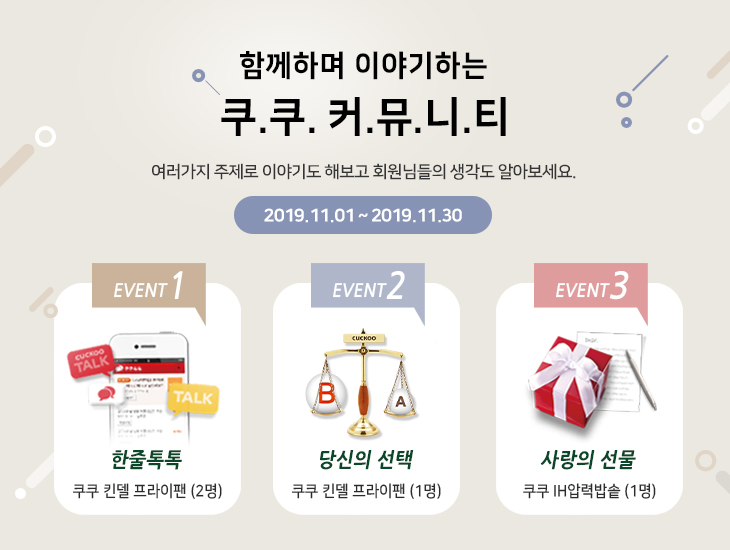 함께하며 이야기하는
쿠.쿠. 커.뮤.니.티
여러가지 주제로 이야기도 해보고 회원님들의 생각도 알아보세요.
2019.11.01 ~ 2019.11.30
EVENT 1
EVENT 2
EVENT 3
CUCKOO
TALK
TALK
CUCKOO
B
A
한줄톡톡
당신의 선택
사랑의 선물
쿠쿠 킨델 프라이팬 (2명)
쿠쿠 킨델 프라이팬 (1명)
쿠쿠 IH압력밥솥 (1명)